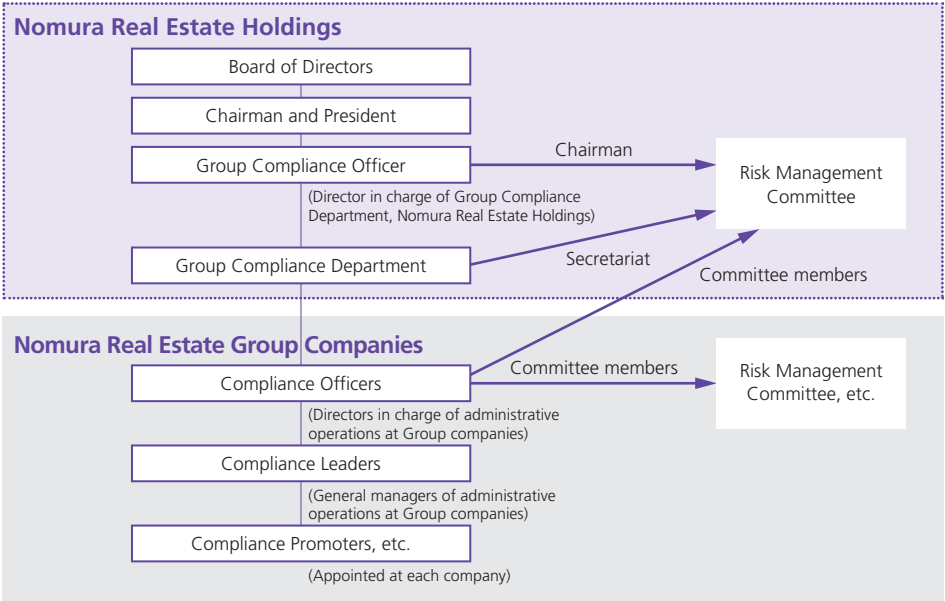 Nomura Real Estate Holdings
Board of Directors
Chairman and President
Group Compliance Officer
Chairman
Risk Management
Committee
(Director in charge of Group Compliance
Department, Nomura Real Estate Holdings)
Group Compliance Department
Secretariat
Committee members
Nomura Real Estate Group Companies
Compliance Officers
Committee members
Risk Management
Committee, etc.
(Directors in charge of administrative
operations at Group companies)
Compliance Leaders
(General managers of administrative
operations at Group companies)
Compliance Promoters, etc.
(Appointed at each company)